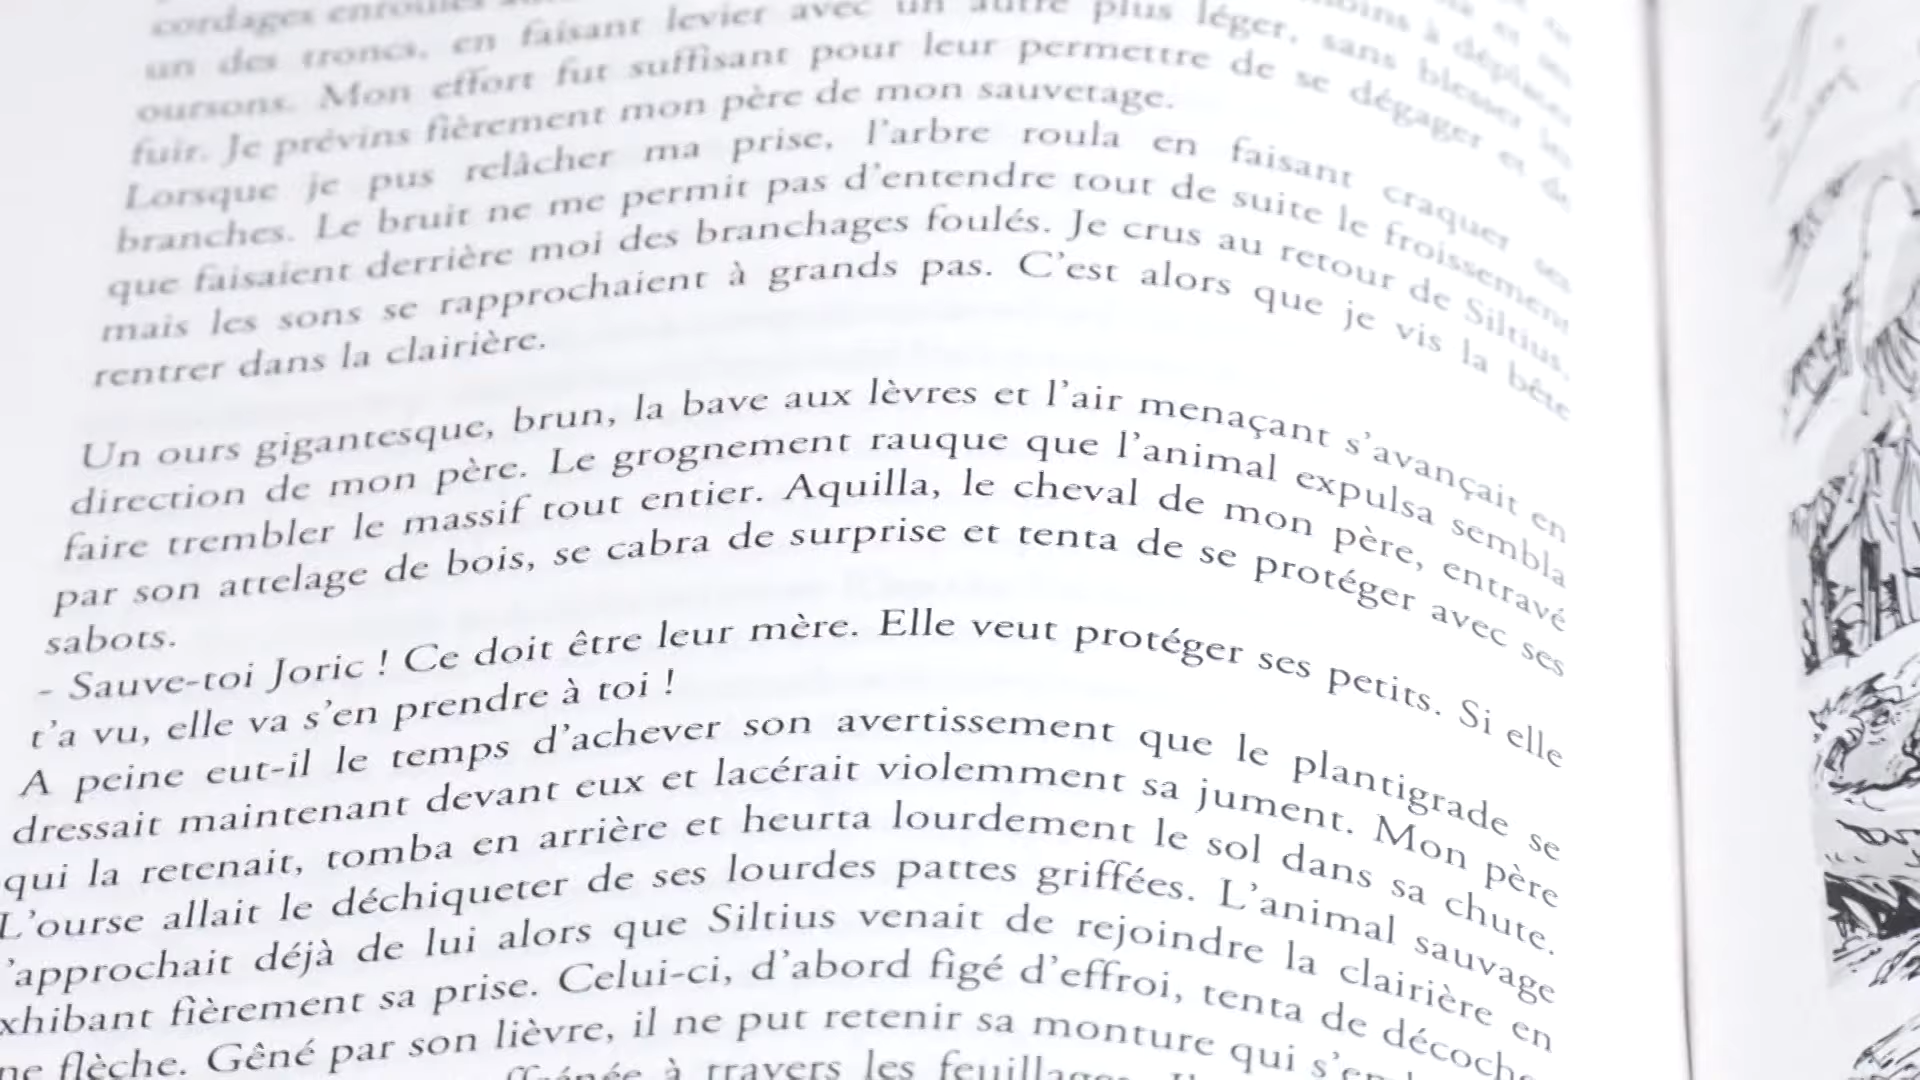 cordages enroulés
un des troncs, en faisant levier avec un autre plus léger, sans blesser les
oursons. Mon effort fut suffisant pour leur permettre de se dégager et de
fuir. Je prévins fièrement mon père de mon sauvetage.
Lorsque je pus relâcher ma prise, l'arbre roula en faisant craquer ses
branches. Le bruit ne me permit pas d'entendre tout de suite le froissement
que faisaient derrière moi des branchages foulés. Je crus au retour de Siltius,
mais les sons se rapprochaient à grands pas. C'est alors que je vis la bête
rentrer dans la clairière.
Un ours gigantesque, brun, la bave aux lèvres et l'air menaçant s'avançait en
direction de mon père. Le grognement rauque que l'animal expulsa sembla
faire trembler le massif tout entier. Aquilla, le cheval de mon père, entravé
par son attelage de bois, se cabra de surprise et tenta de se protéger avec ses
sabots.
- Sauve-toi Joric ! Ce doit être leur mère. Elle veut protéger ses petits. Si elle
t'a vu, elle va s'en prendre à toi !
A peine eut-il le temps d'achever son avertissement que le plantigrade se
dressait maintenant devant eux et lacérait violemment sa jument. Mon père
qui la retenait, tomba en arrière et heurta lourdement le sol dans sa chute.
L'ourse allait le déchiqueter de ses lourdes pattes griffées. L'animal sauvage
'approchait déjà de lui alors que Siltius venait de rejoindre la clairière en
xhibant fièrement sa prise. Celui-ci, d'abord figé d'effroi, tenta de décoche
ne flèche. Gêné par son lièvre, il ne put retenir sa monture qui
à travers les feuillages.